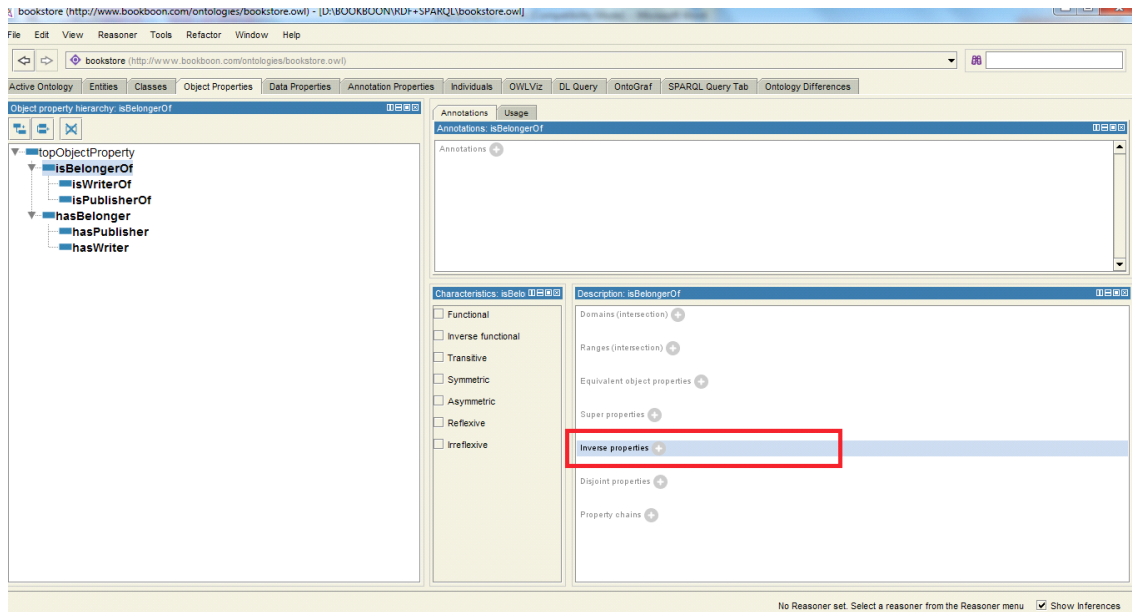 bookstore (http://www.bookboon.com/ontologies/bookstore.owl) - [D:\BOOKBOON\RDF+SPARQL\bookstore.owl]
File Edit View Reasoner Tools Refactor Window Help
bookstore (http://www.bookboon.com/ontologies/bookstore.owl)
Active Ontology Entities Classes Object Properties Data Properties Annotation Properties Individuals OWLViz DL Query OntoGraf SPARQL Query Tab Ontology Differences
Object property hierarchy: isBelongerOf
topObjectProperty
isBelongerOf
isWriterOf
isPublisherOf
hasBelonger
hasPublisher
hasWriter
Annotations Usage
Annotations: isBelongerOf
Annotations
Characteristics: isBelo
Functional
Inverse functional
Transitive
Symmetric
Asymmetric
Reflexive
Irreflexive
Description: isBelongerOf
Domains (intersection)
Ranges (intersection)
Equivalent object properties
Super properties
Inverse properties
Disjoint properties
Property chains
No Reasoner set. Select a reasoner from the Reasoner menu Show Inferences